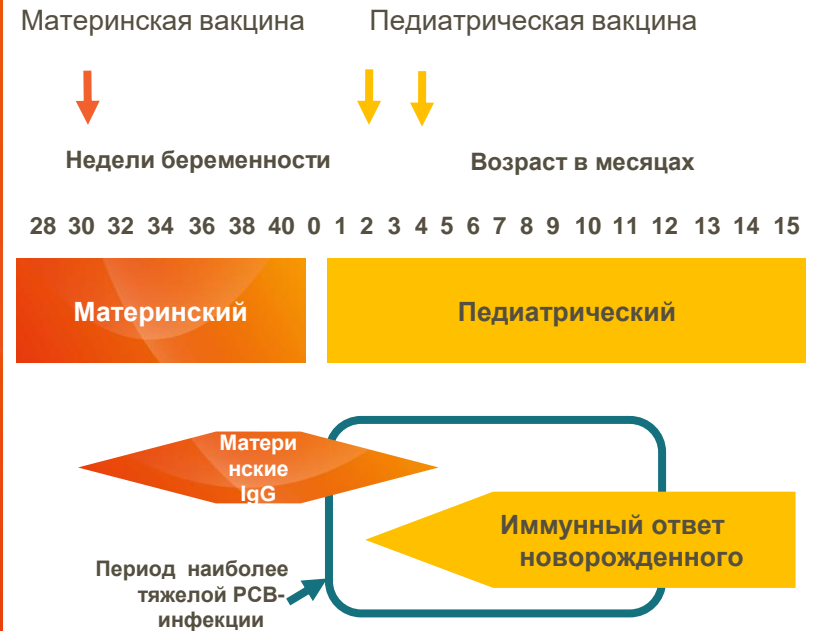 Материнская вакцина Педиатрическая вакцина
Недели беременности Возраст в месяцах
28 30 32 34 36 38 40 0 1 2 3 4 5 6 7 8 9 10 11 12 13 14 15
Материнский Педиатрический
Матери
нские
IgG
Иммунный ответ
новорожденного
Период наиболее
тяжелой РСВ-
инфекции